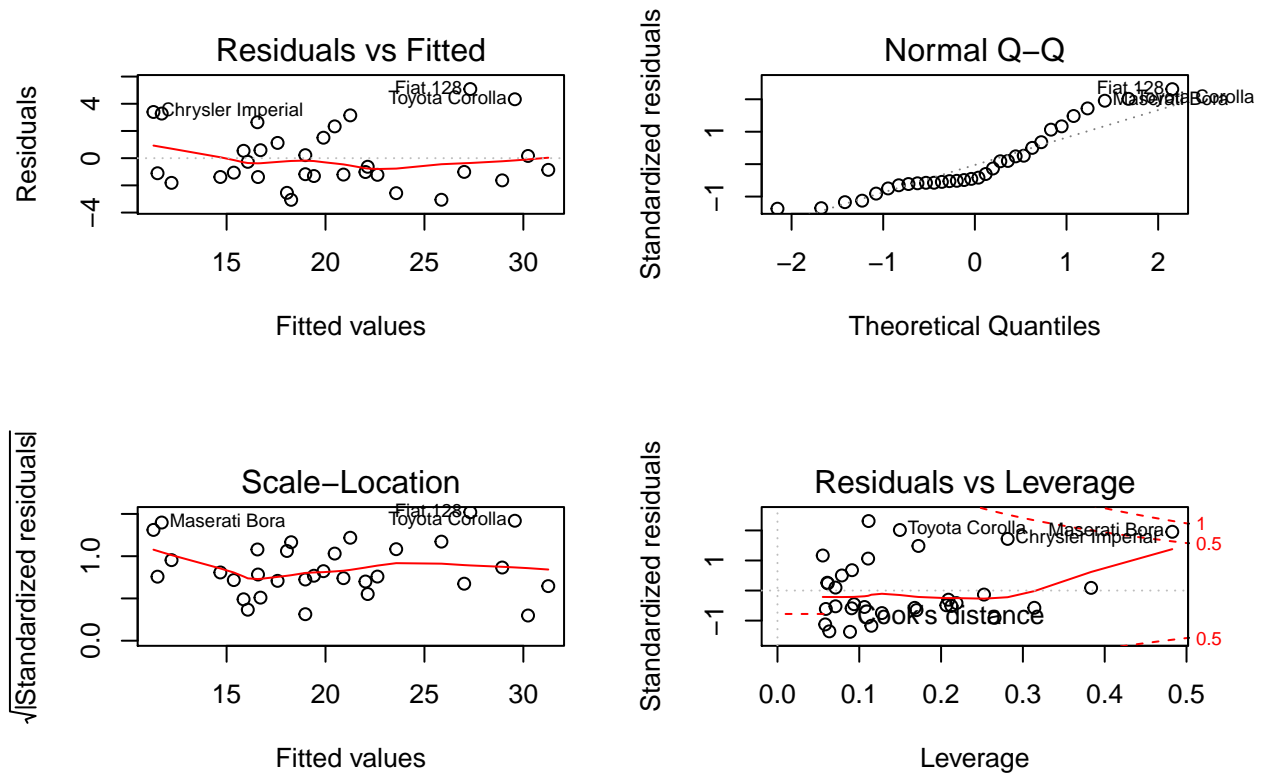 Residuals vs Fitted
Residuals
4
0
−4
Fiat 128
Toyota Corolla
Chrysler Imperial
15 20 25 30
Fitted values
Normal Q−Q
Standardized residuals
1
−1
Fiat 128
Toyota Corolla
Maserati Bora
−2 −1 0 1 2
Theoretical Quantiles
Scale−Location
√|Standardized residuals|
1.0
0.0
Fiat 128
Toyota Corolla
Maserati Bora
15 20 25 30
Fitted values
Residuals vs Leverage
Standardized residuals
1
−1
Toyota Corolla
Maserati Bora
Chrysler Imperial
Cook's distance
1
0.5
0.5
0.0 0.1 0.2 0.3 0.4 0.5
Leverage